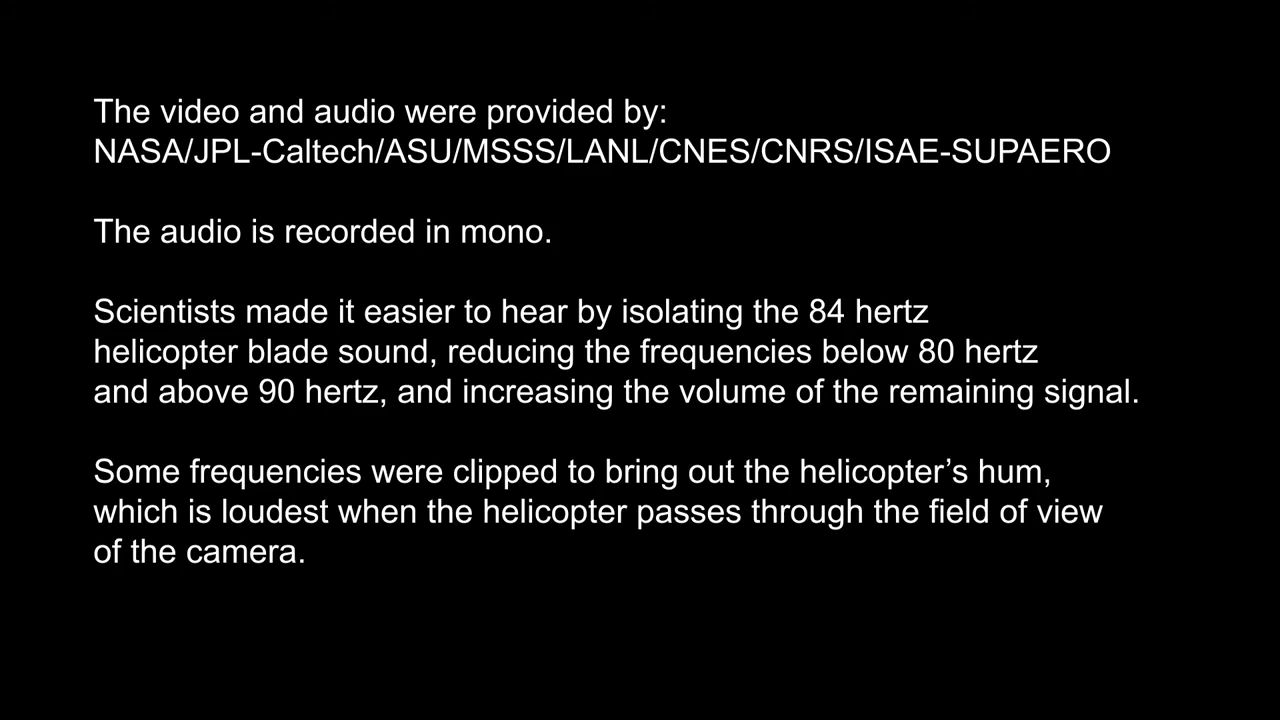 The video and audio were provided by:
NASA/JPL-Caltech/ASU/MSSS/LANL/CNES/CNRS/ISAE-SUPAERO
The audio is recorded in mono.
Scientists made it easier to hear by isolating the 84 hertz
helicopter blade sound, reducing the frequencies below 80 hertz
and above 90 hertz, and increasing the volume of the remaining signal.
Some frequencies were clipped to bring out the helicopter’s hum,
which is loudest when the helicopter passes through the field of view
of the camera.